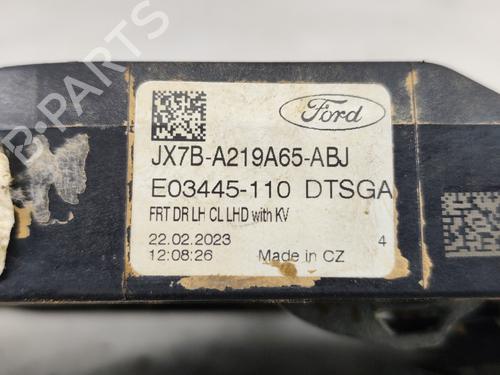 Ford
JX7B-A219A65-ABJ
E03445-110 DTSGA
FRT DR LH CL LHD with KV
22.02.2023
12:08:26
Made in CZ
4
B-PARTS